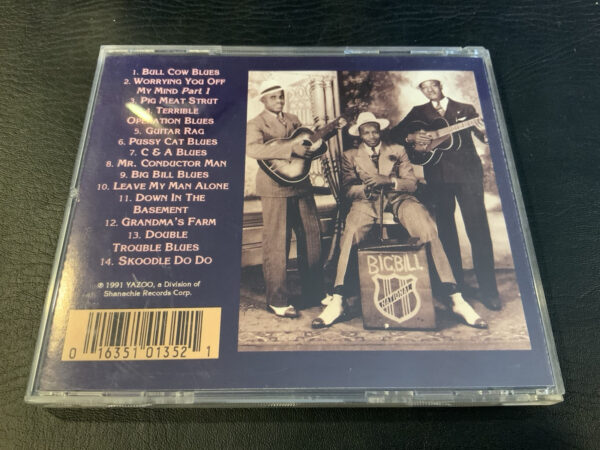 1. Bull Cow Blues
2. Worrying You Off
My Mind Part 1
3. Pig Meat Strut
4. Terrible
Operation Blues
5. Guitar Rag
6. Pussy Cat Blues
7. C & A Blues
8. Mr. Conductor Man
9. Big Bill Blues
10. Leave My Man Alone
11. Down In The
Basement
12. Grandma's Farm
13. Double
Trouble Blues
14. Skoodle Do Do
℗ 1991 YAZOO, a Division of
Shanachie Records Corp.
0 16351 01352 1
BIG BILL
NATIONAL